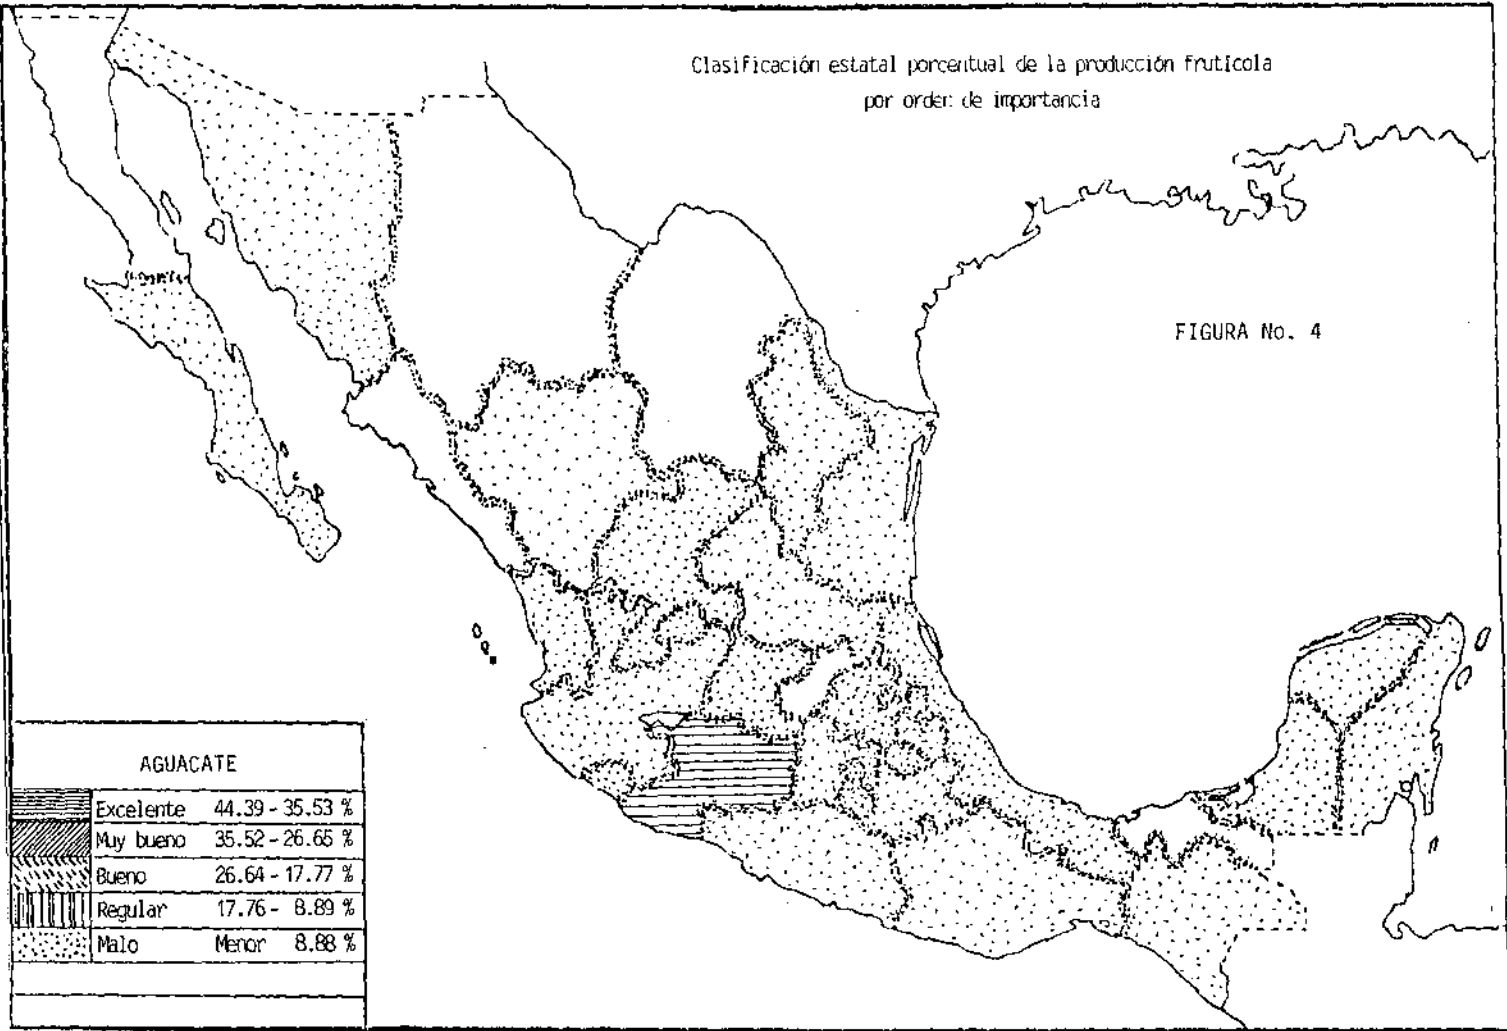 Clasificación estatal porcentual de la producción frutícola
por orden de importancia
FIGURA No. 4
AGUACATE
Excelente 44.39 - 35.53 %
Muy bueno 35.52 - 26.65 %
Bueno 26.64 - 17.77 %
Regular 17.76 - 8.89 %
Malo Menor 8.88 %